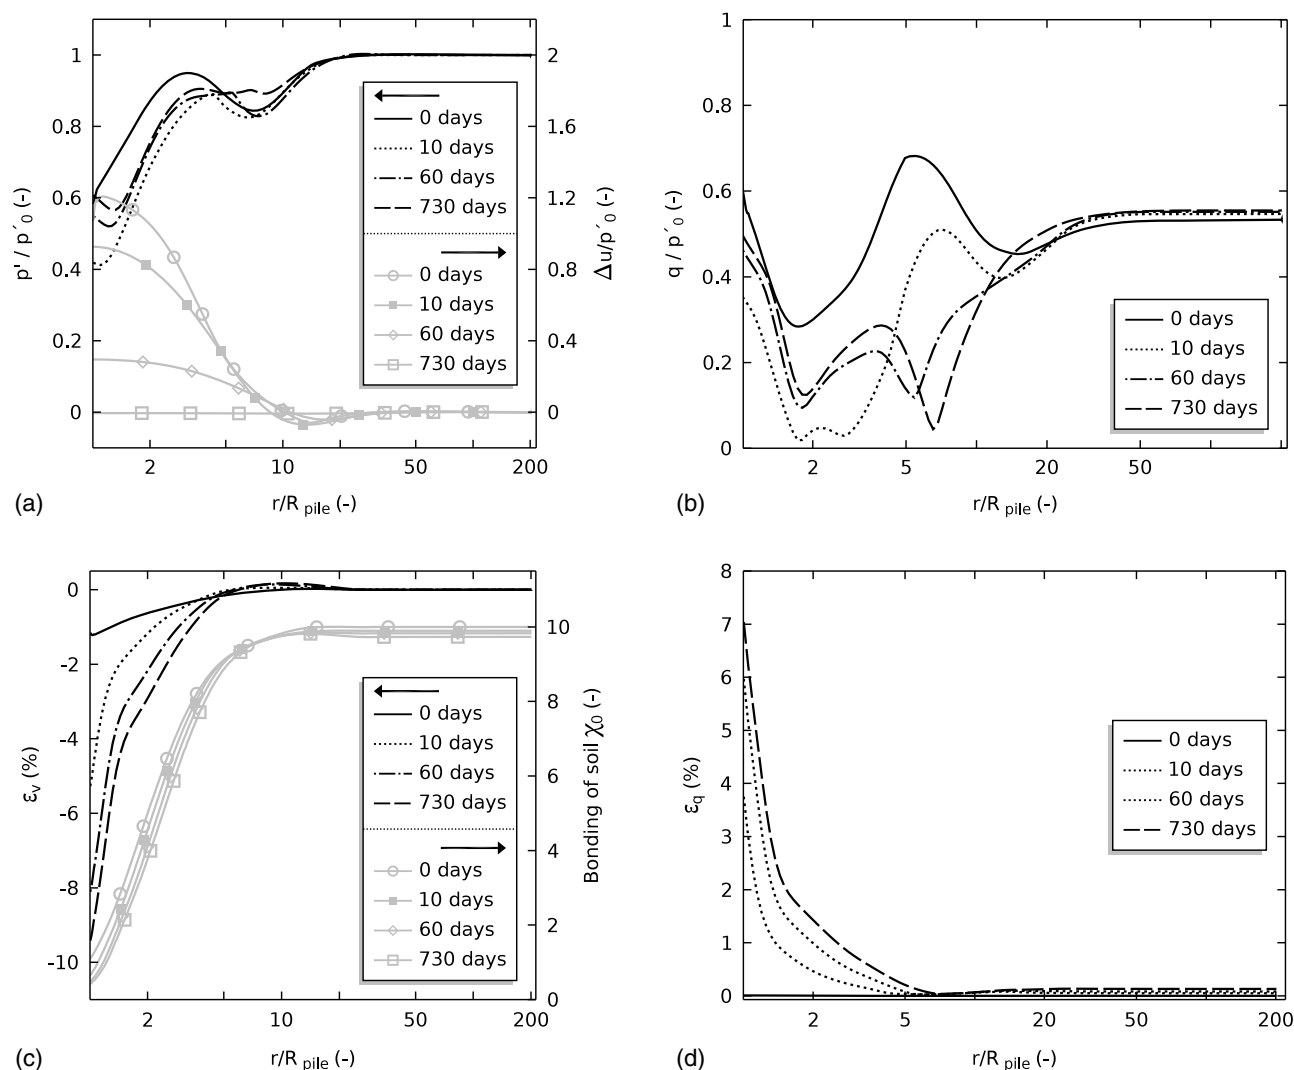 1
0.8
0.6
0.4
0.2
0
p' / p´0 (-)
2
1.6
1.2
0.8
0.4
0
Δu/p´0 (-)
0 days
10 days
60 days
730 days
0 days
10 days
60 days
730 days
2 10 50 200
r/R pile (-)
(a)
1
0.8
0.6
0.4
0.2
0
q / p´0 (-)
0 days
10 days
60 days
730 days
2 5 20 50
r/R pile (-)
(b)
0
-2
-4
-6
-8
-10
εv (%)
10
8
6
4
2
0
Bonding of soil χ0 (-)
0 days
10 days
60 days
730 days
0 days
10 days
60 days
730 days
2 10 50 200
r/R pile (-)
(c)
8
7
6
5
4
3
2
1
0
εq (%)
0 days
10 days
60 days
730 days
2 5 20 50 200
r/R pile (-)
(d)